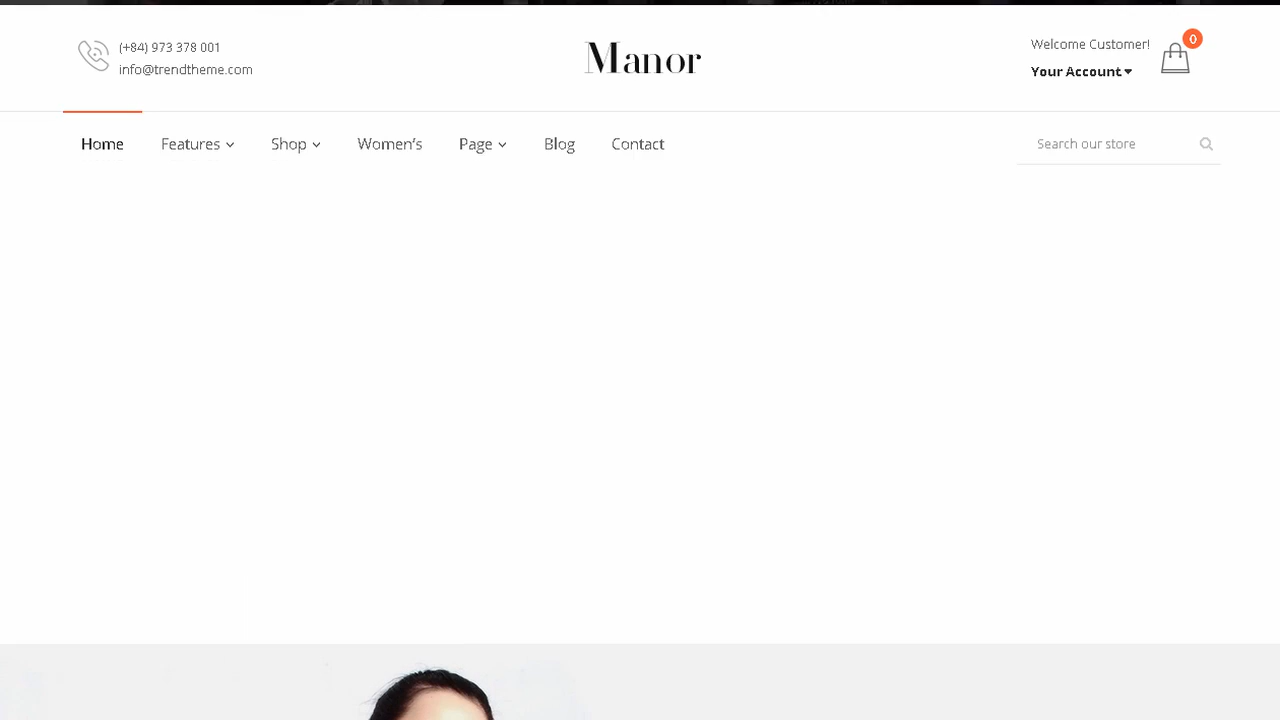 (+84) 973 378 001
info@trendtheme.com
Manor
Welcome Customer!
Your Account
0
Home
Features
Shop
Women's
Page
Blog
Contact
Search our store